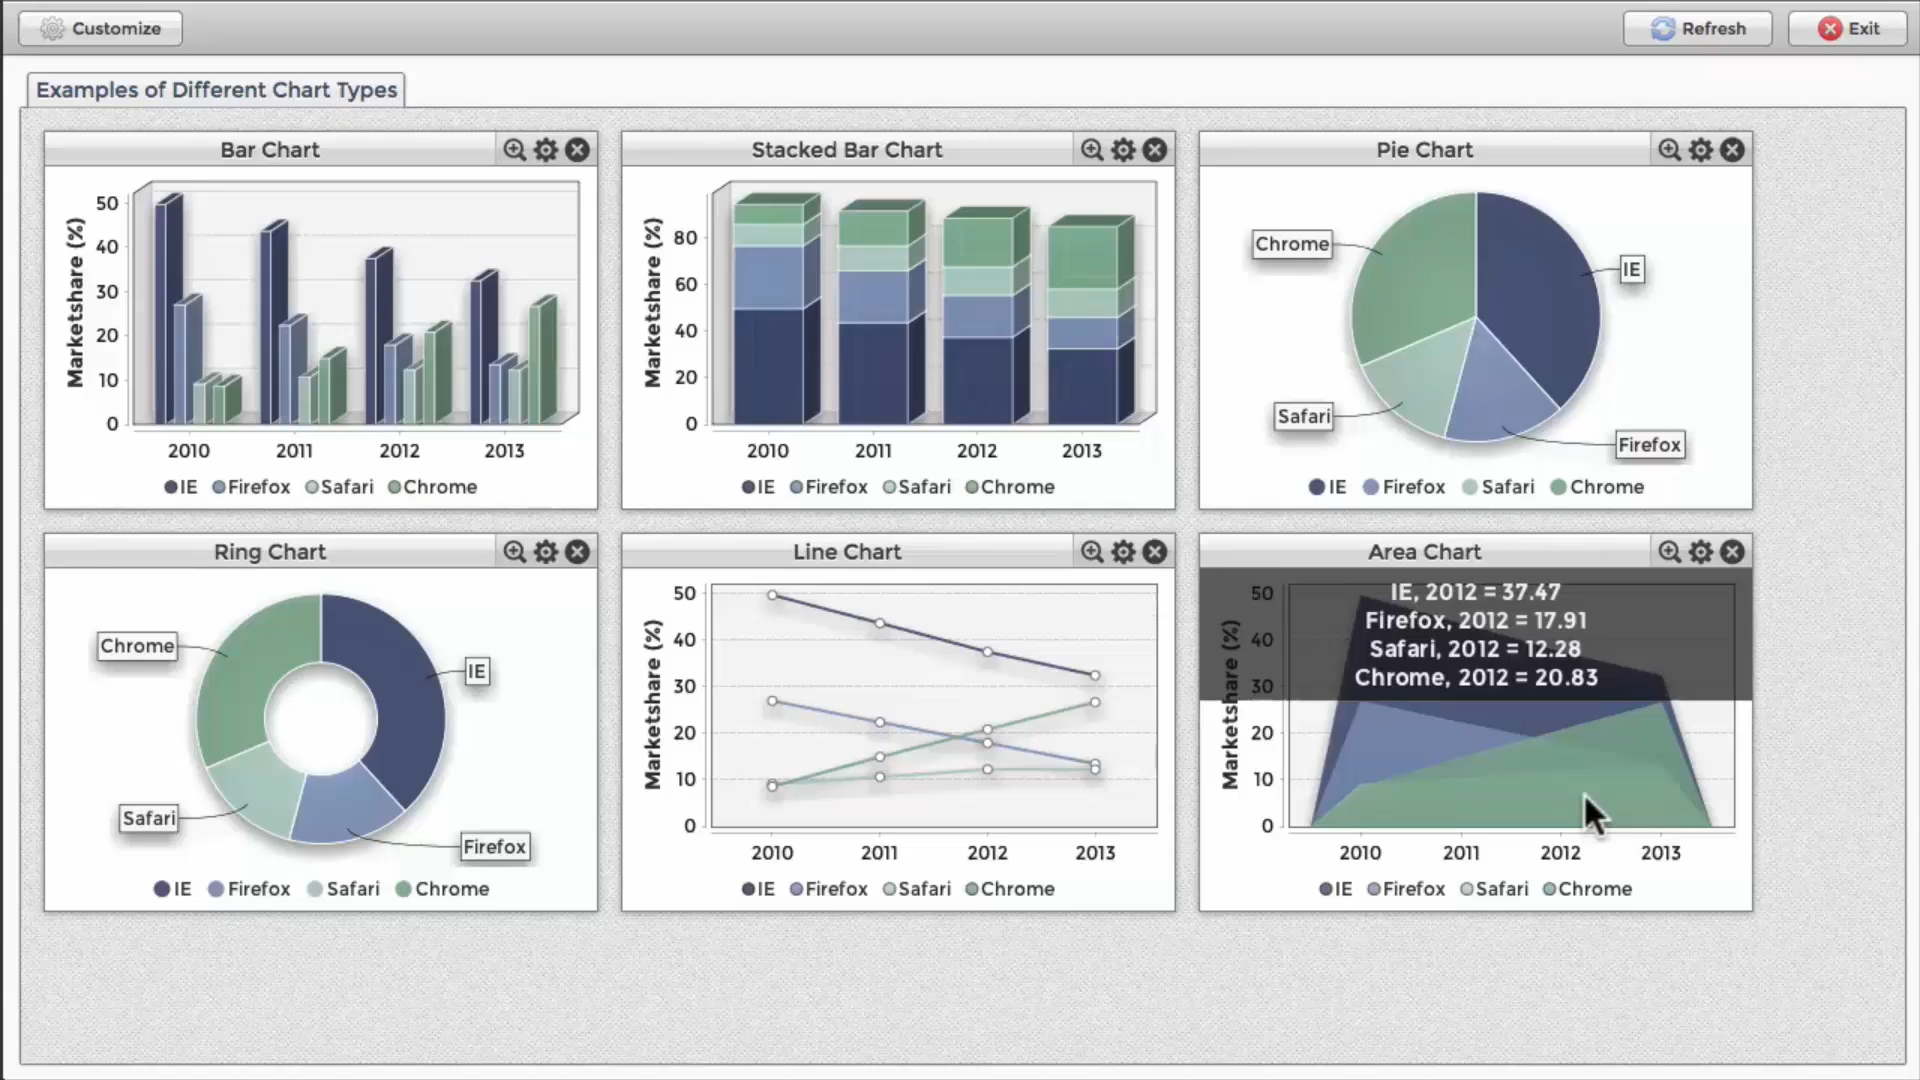 Customize
Refresh
Exit
Examples of Different Chart Types
Bar Chart
Marketshare (%)
50
40
30
20
10
0
2010 2011 2012 2013
IE Firefox Safari Chrome
Stacked Bar Chart
Marketshare (%)
80
60
40
20
0
2010 2011 2012 2013
IE Firefox Safari Chrome
Pie Chart
Chrome
IE
Safari
Firefox
IE Firefox Safari Chrome
Ring Chart
Chrome
IE
Safari
Firefox
IE Firefox Safari Chrome
Line Chart
Marketshare (%)
50
40
30
20
10
0
2010 2011 2012 2013
IE Firefox Safari Chrome
Area Chart
IE, 2012 = 37.47
Firefox, 2012 = 17.91
Safari, 2012 = 12.28
Chrome, 2012 = 20.83
Marketshare (%)
50
40
30
20
10
0
2010 2011 2012 2013
IE Firefox Safari Chrome